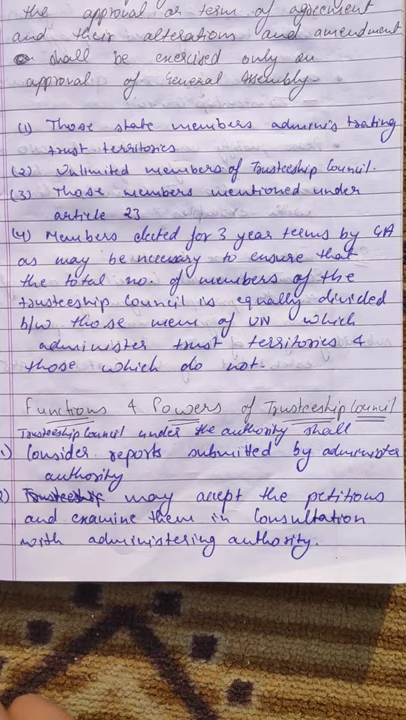 the approval or term of agreement
and their alterations and amendment
shall be exercised only on
approval of General Assembly.
(1) Those state members administrating
trust territories
(2) Unlimited members of Trusteeship Council.
(3) Those members mentioned under
article 23
(4) Members elected for 3 year terms by GA
as may be necessary to ensure that
the total no. of members of the
trusteeship Council is equally divided
b/w those mem of UN which
administer trust territories &
those which do not.
Functions & Powers of Trusteeship Council
Trusteeship Council under the authority shall
1) Consider reports submitted by administer
authority
2) may accept the petitions
and examine them in Consultation
with administering authority.